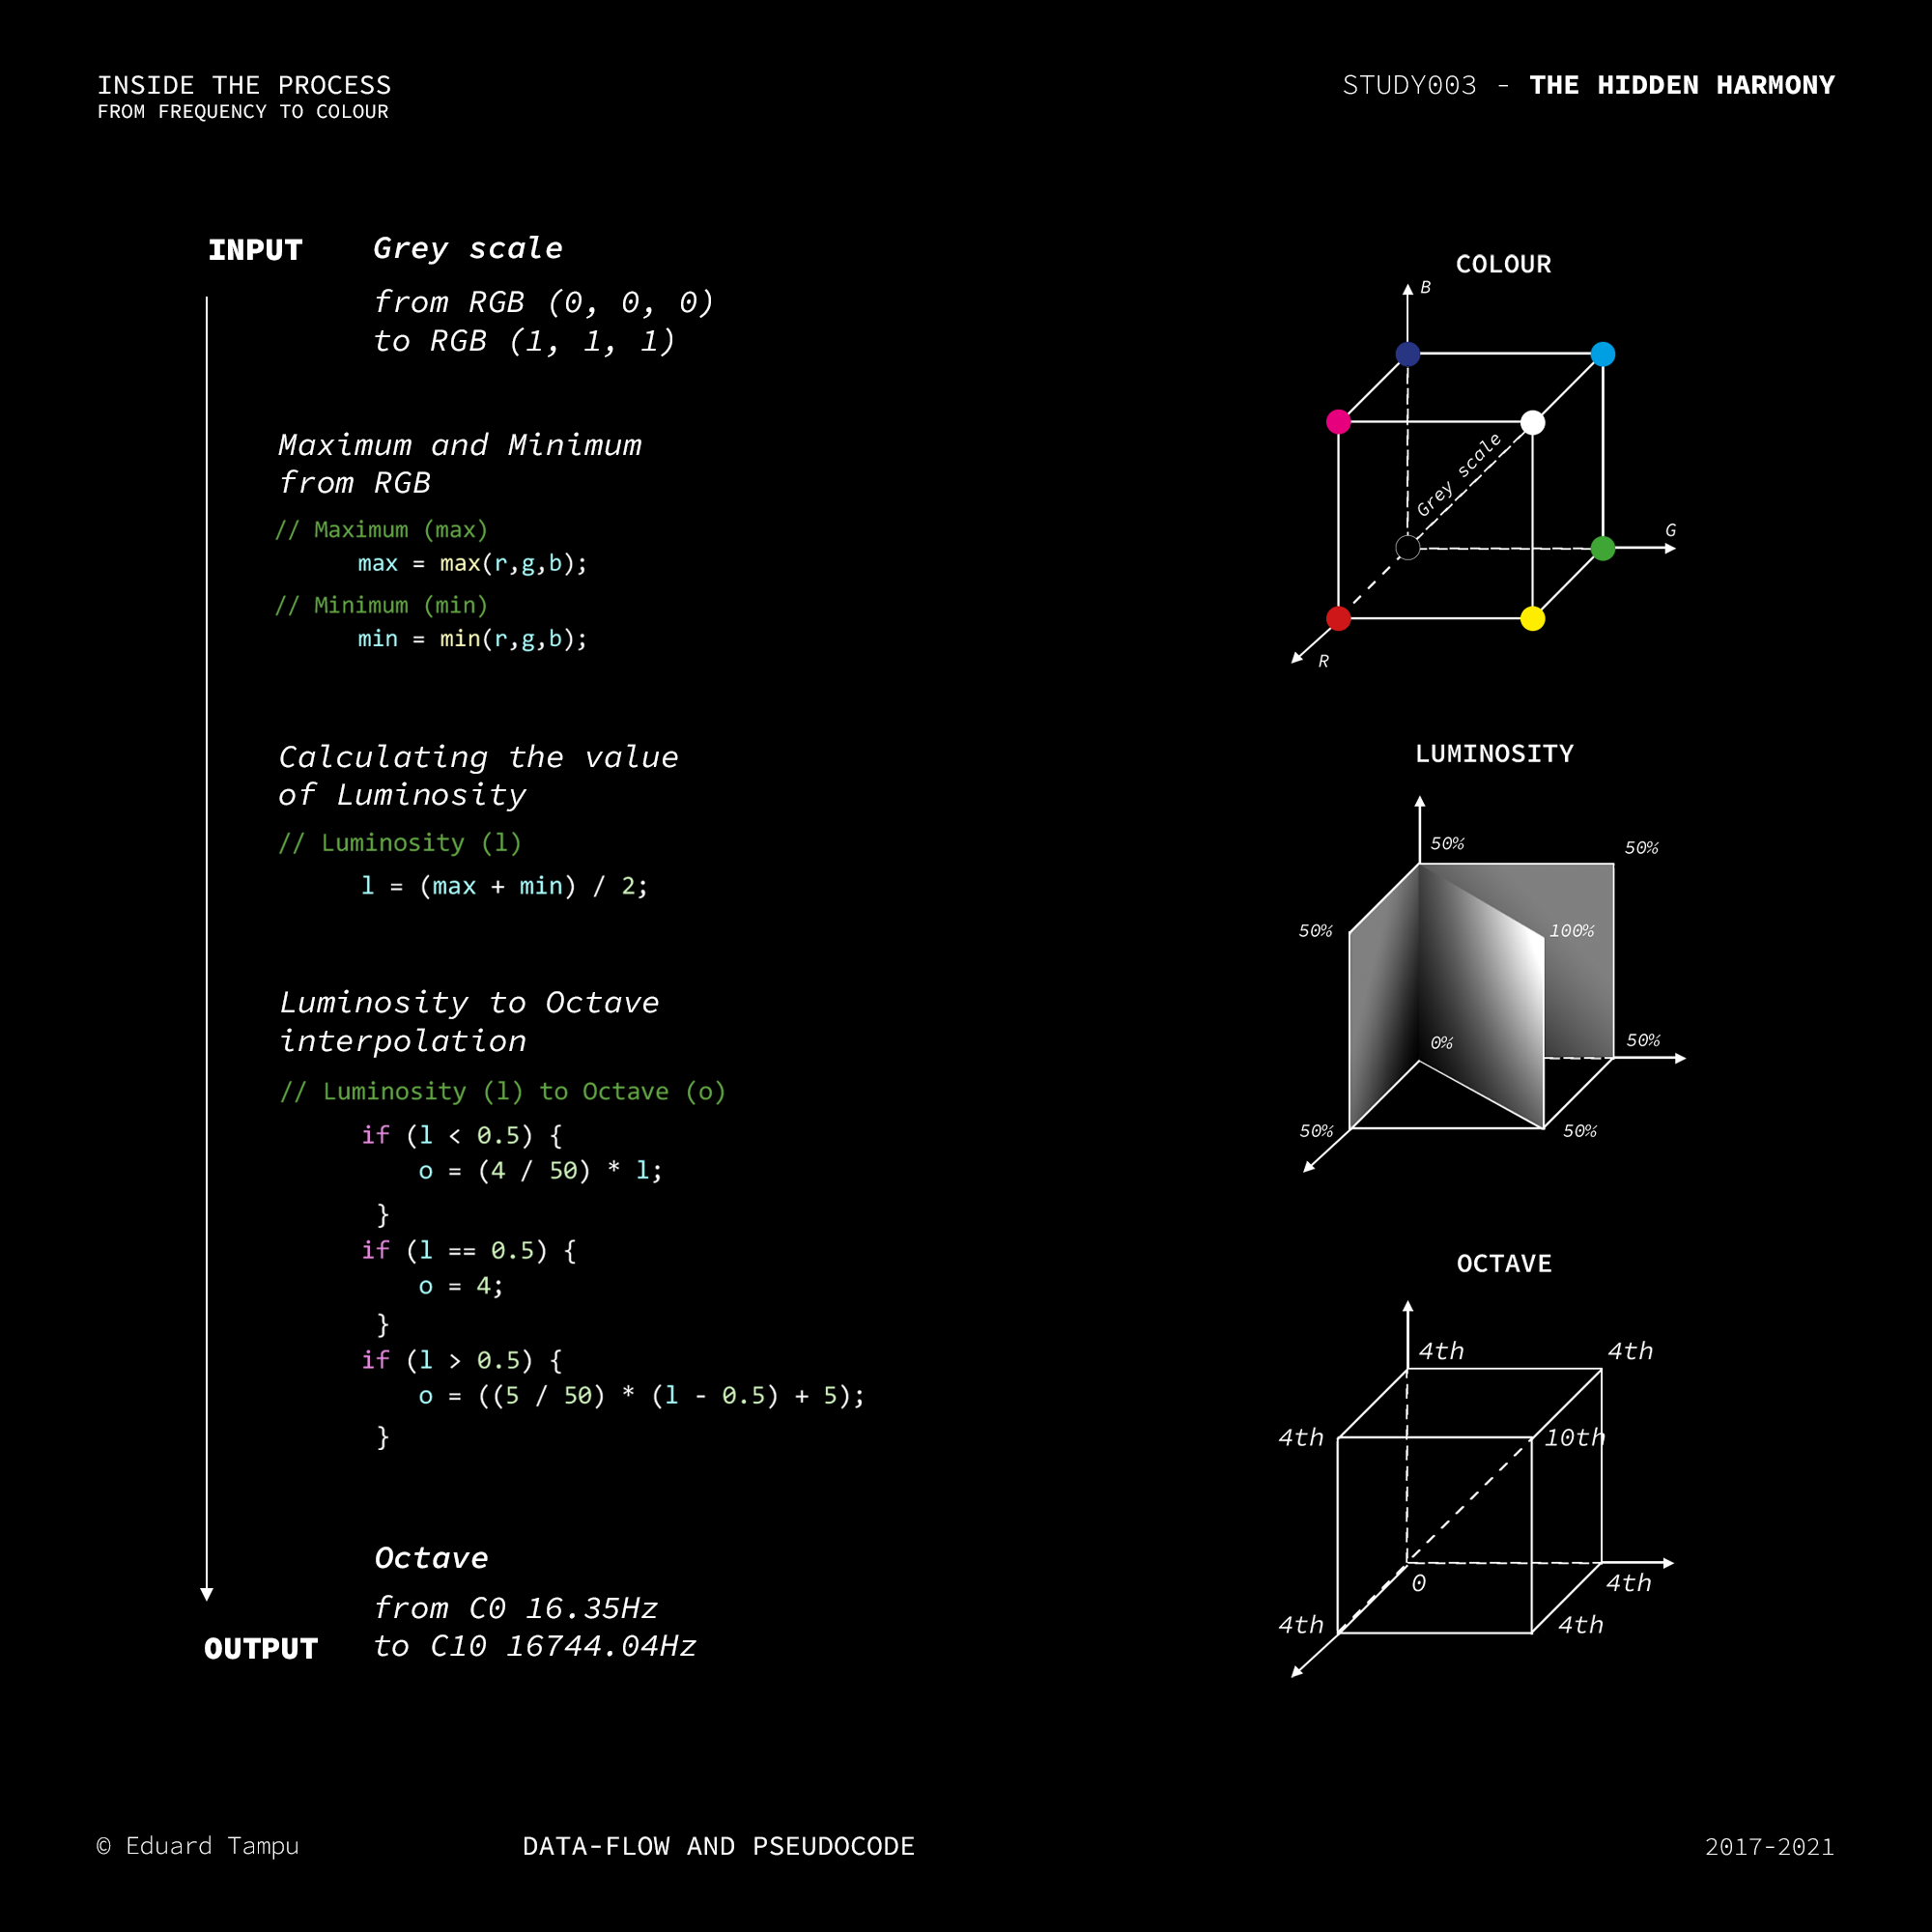 INSIDE THE PROCESS
FROM FREQUENCY TO COLOUR
STUDY003 - THE HIDDEN HARMONY
INPUT
Grey scale
from RGB (0, 0, 0)
to RGB (1, 1, 1)
Maximum and Minimum
from RGB
// Maximum (max)
max = max(r,g,b);
// Minimum (min)
min = min(r,g,b);
Calculating the value
of Luminosity
// Luminosity (l)
l = (max + min) / 2;
Luminosity to Octave
interpolation
// Luminosity (l) to Octave (o)
if (l < 0.5) {
o = (4 / 50) * l;
}
if (l == 0.5) {
o = 4;
}
if (l > 0.5) {
o = ((5 / 50) * (l - 0.5) + 5);
}
Octave
from C0 16.35Hz
to C10 16744.04Hz
OUTPUT
COLOUR
B
Grey scale
G
R
LUMINOSITY
50%
50%
50%
100%
0%
50%
50%
50%
OCTAVE
4th
4th
4th
10th
0
4th
4th
4th
© Eduard Tampu
DATA-FLOW AND PSEUDOCODE
2017-2021